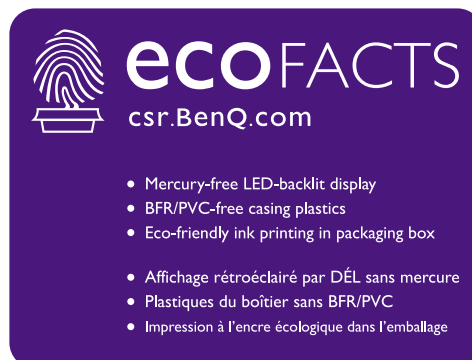 ecoFACTS
csr.BenQ.com
• Mercury-free LED-backlit display
• BFR/PVC-free casing plastics
• Eco-friendly ink printing in packaging box
• Affichage rétroéclairé par DÉL sans mercure
• Plastiques du boîtier sans BFR/PVC
• Impression à l'encre écologique dans l'emballage